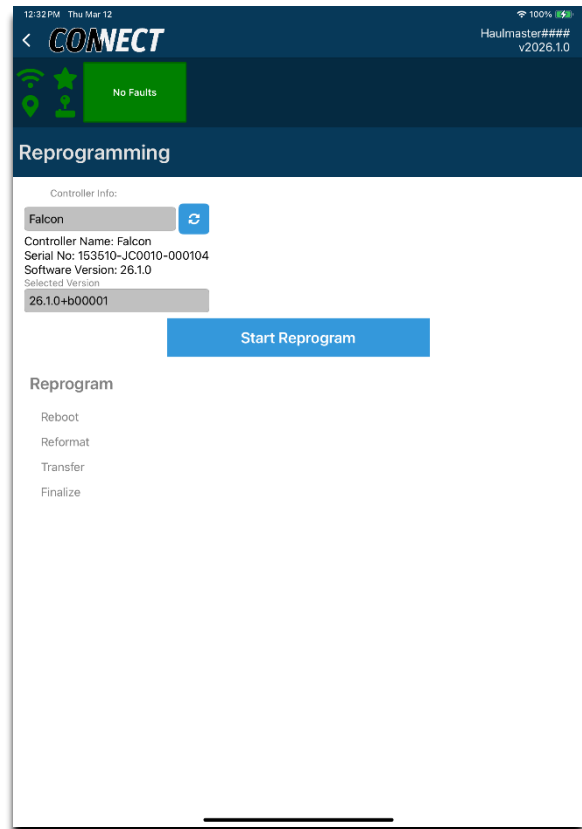 12:32 PM Thu Mar 12
100%
CONNECT
Haulmaster####
v2026.1.0
No Faults
Reprogramming
Controller Info:
Falcon
Controller Name: Falcon
Serial No: 153510-JC0010-000104
Software Version: 26.1.0
Selected Version
26.1.0+b00001
Start Reprogram
Reprogram
Reboot
Reformat
Transfer
Finalize